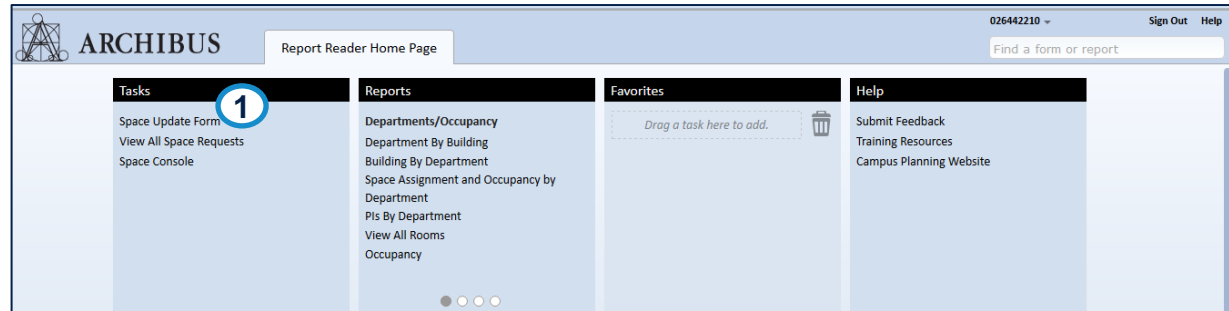 026442210 Sign Out Help
ARCHIBUS
Report Reader Home Page
Find a form or report
Tasks
1
Space Update Form
View All Space Requests
Space Console
Reports
Departments/Occupancy
Department By Building
Building By Department
Space Assignment and Occupancy by
Department
PIs By Department
View All Rooms
Occupancy
Favorites
Drag a task here to add.
Help
Submit Feedback
Training Resources
Campus Planning Website